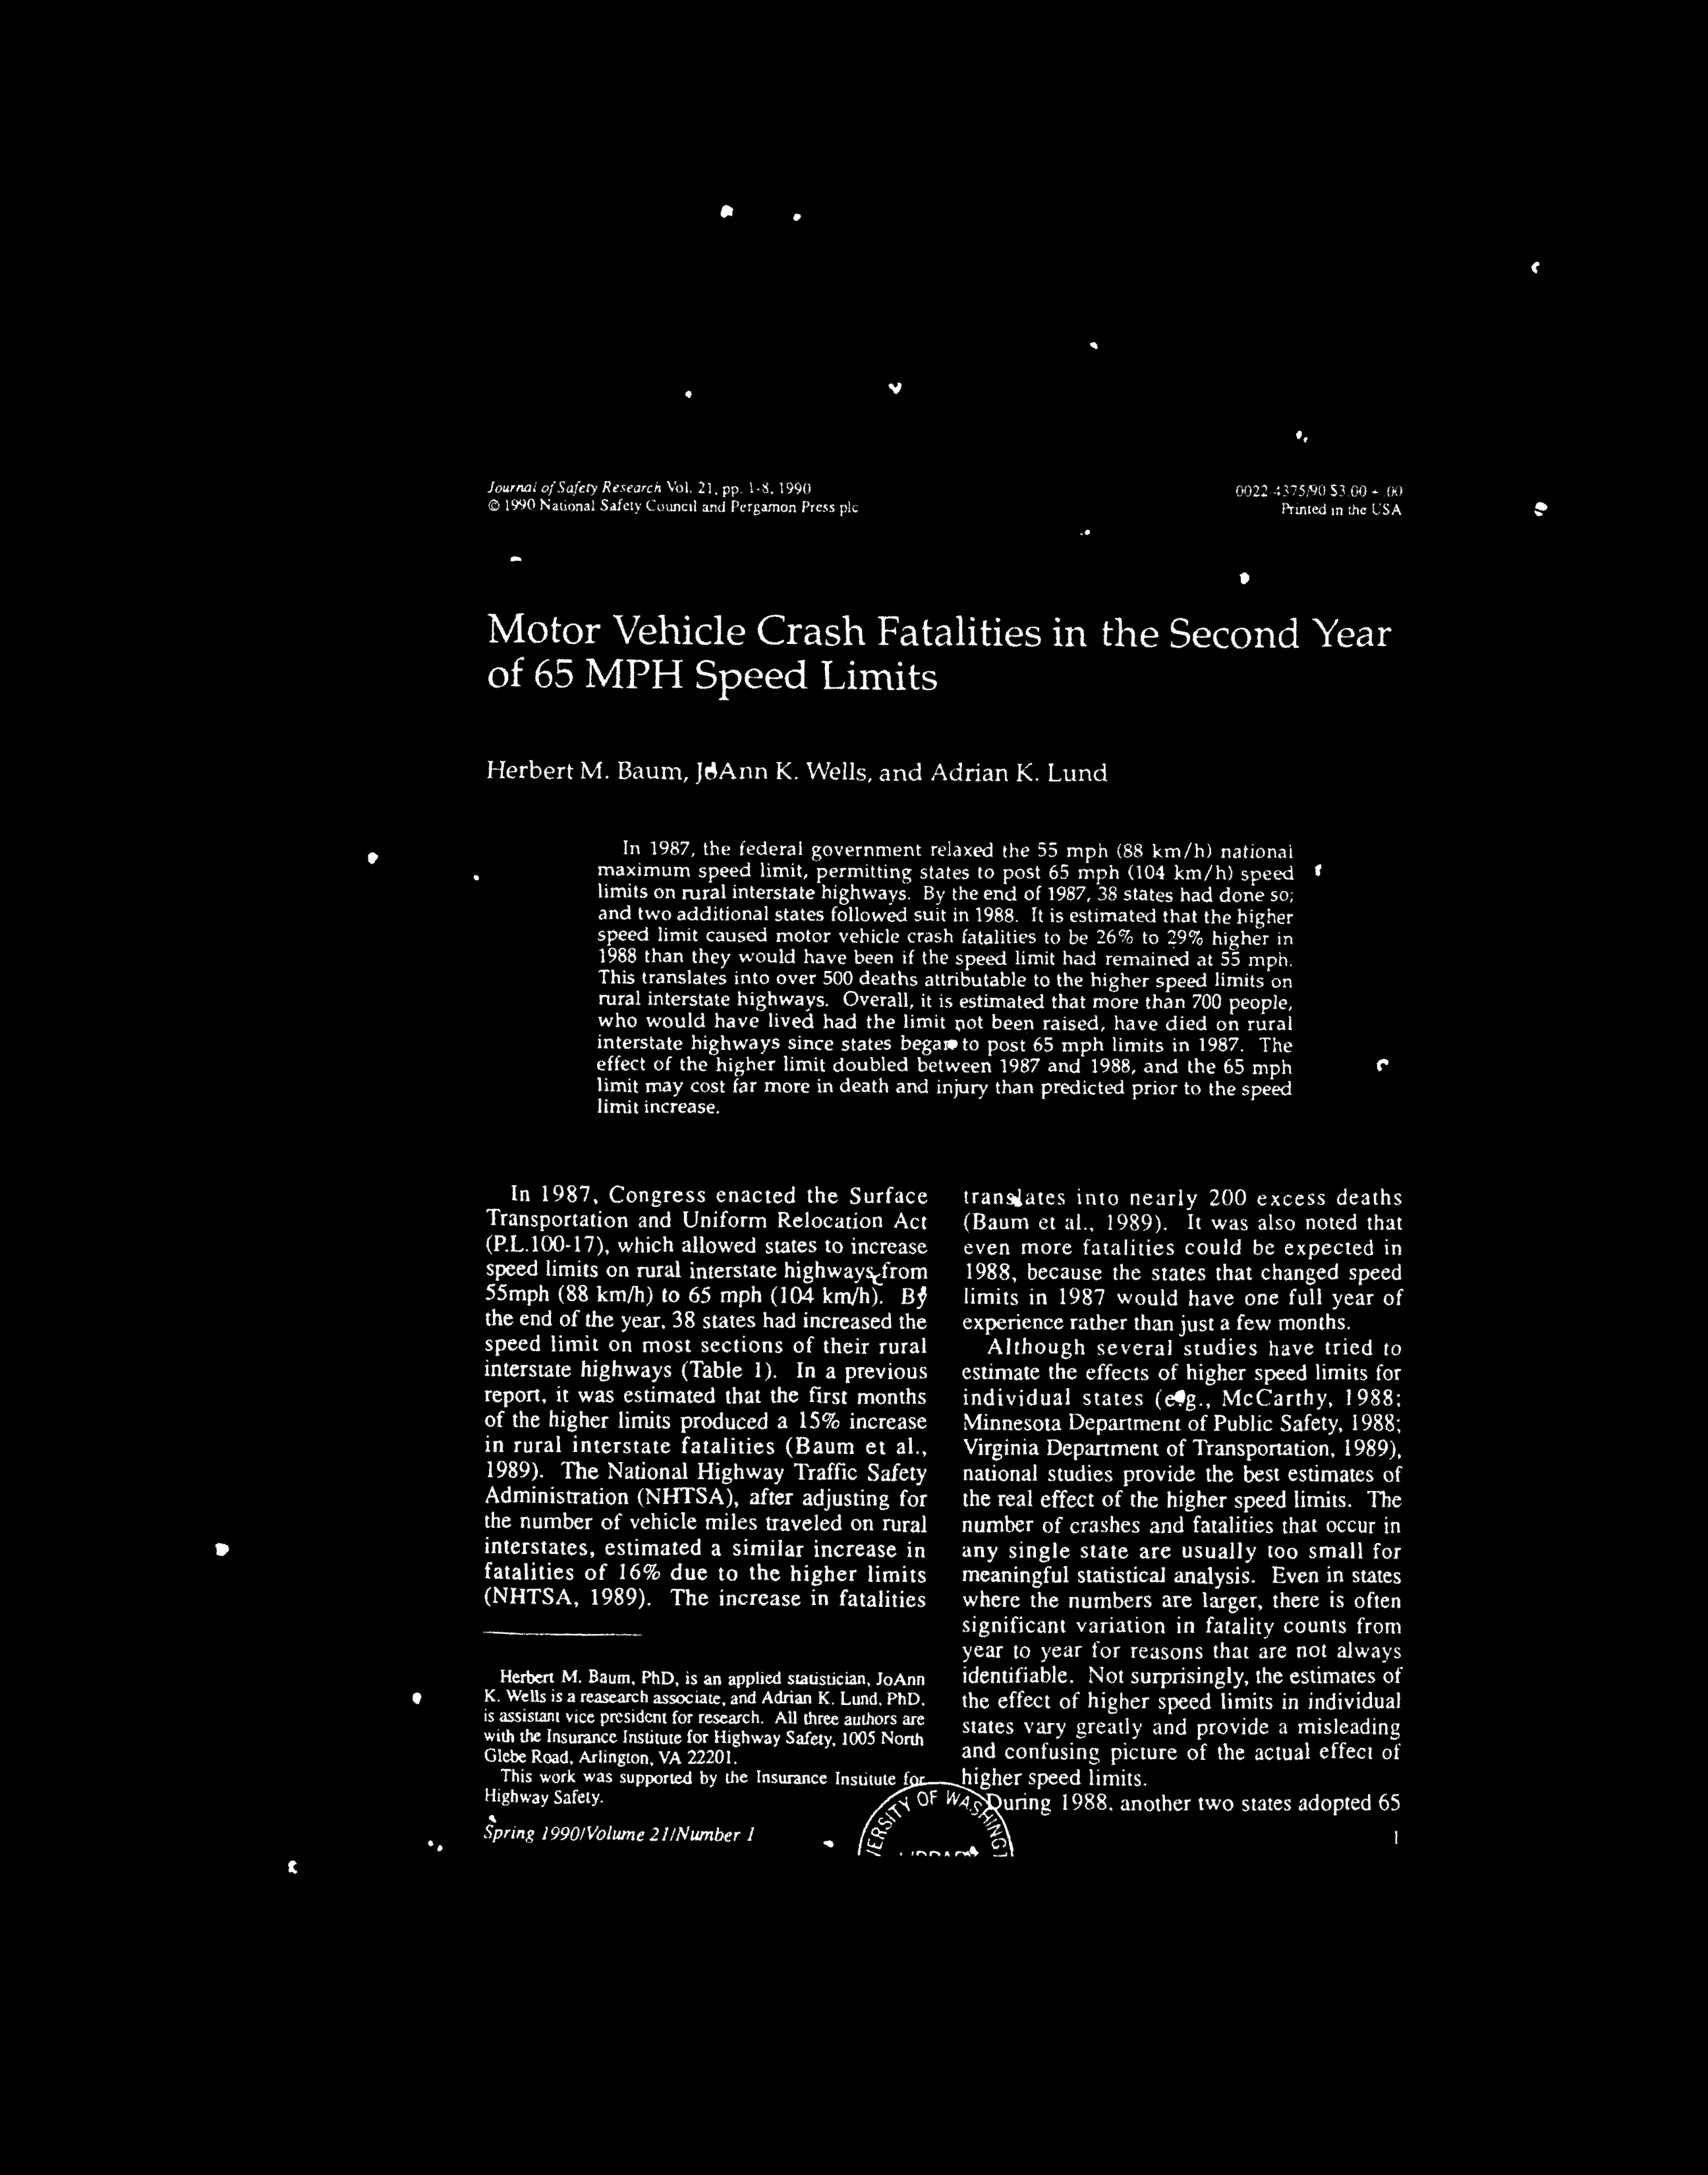 Journal of Safety Research Vol. 21, pp. 1-8, 1990
© 1990 National Safety Council and Pergamon Press plc
0022-4375/90 $3.00 + .00
Printed in the USA
Motor Vehicle Crash Fatalities in the Second Year
of 65 MPH Speed Limits
Herbert M. Baum, JoAnn K. Wells, and Adrian K. Lund
In 1987, the federal government relaxed the 55 mph (88 km/h) national
maximum speed limit, permitting states to post 65 mph (104 km/h) speed
limits on rural interstate highways. By the end of 1987, 38 states had done so;
and two additional states followed suit in 1988. It is estimated that the higher
speed limit caused motor vehicle crash fatalities to be 26% to 29% higher in
1988 than they would have been if the speed limit had remained at 55 mph.
This translates into over 500 deaths attributable to the higher speed limits on
rural interstate highways. Overall, it is estimated that more than 700 people,
who would have lived had the limit not been raised, have died on rural
interstate highways since states began to post 65 mph limits in 1987. The
effect of the higher limit doubled between 1987 and 1988, and the 65 mph
limit may cost far more in death and injury than predicted prior to the speed
limit increase.
In 1987, Congress enacted the Surface
Transportation and Uniform Relocation Act
(P.L.100-17), which allowed states to increase
speed limits on rural interstate highways from
55mph (88 km/h) to 65 mph (104 km/h). By
the end of the year, 38 states had increased the
speed limit on most sections of their rural
interstate highways (Table 1). In a previous
report, it was estimated that the first months
of the higher limits produced a 15% increase
in rural interstate fatalities (Baum et al.,
1989). The National Highway Traffic Safety
Administration (NHTSA), after adjusting for
the number of vehicle miles traveled on rural
interstates, estimated a similar increase in
fatalities of 16% due to the higher limits
(NHTSA, 1989). The increase in fatalities
Herbert M. Baum, PhD, is an applied statistician, JoAnn
K. Wells is a reasearch associate, and Adrian K. Lund, PhD,
is assistant vice president for research. All three authors are
with the Insurance Institute for Highway Safety, 1005 North
Glebe Road, Arlington, VA 22201.
This work was supported by the Insurance Institute for
Highway Safety.
translates into nearly 200 excess deaths
(Baum et al., 1989). It was also noted that
even more fatalities could be expected in
1988, because the states that changed speed
limits in 1987 would have one full year of
experience rather than just a few months.
Although several studies have tried to
estimate the effects of higher speed limits for
individual states (e.g., McCarthy, 1988;
Minnesota Department of Public Safety, 1988;
Virginia Department of Transportation, 1989),
national studies provide the best estimates of
the real effect of the higher speed limits. The
number of crashes and fatalities that occur in
any single state are usually too small for
meaningful statistical analysis. Even in states
where the numbers are larger, there is often
significant variation in fatality counts from
year to year for reasons that are not always
identifiable. Not surprisingly, the estimates of
the effect of higher speed limits in individual
states vary greatly and provide a misleading
and confusing picture of the actual effect of
higher speed limits.
During 1988, another two states adopted 65
Spring 1990/Volume 21/Number 1
ERSITY OF WASHINGT
1